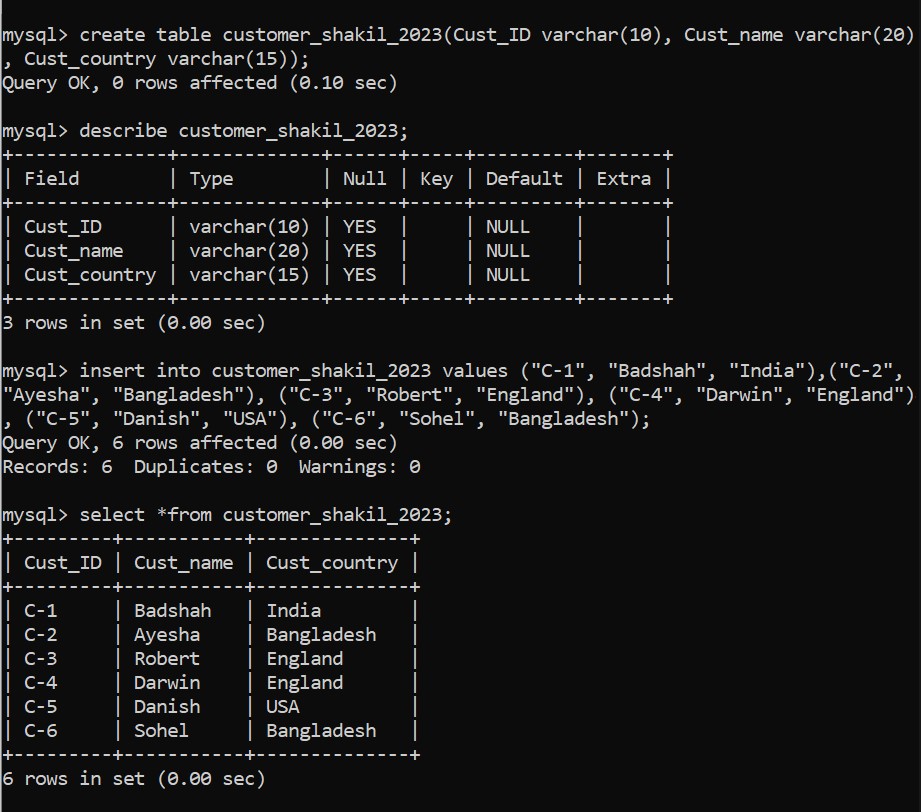 mysql> create table customer_shakil_2023(Cust_ID varchar(10), Cust_name varchar(20)
, Cust_country varchar(15));
Query OK, 0 rows affected (0.10 sec)
mysql> describe customer_shakil_2023;
+--------------+-------------+------+-----+---------+-------+
| Field        | Type        | Null | Key | Default | Extra |
+--------------+-------------+------+-----+---------+-------+
| Cust_ID      | varchar(10) | YES  |     | NULL    |       |
| Cust_name    | varchar(20) | YES  |     | NULL    |       |
| Cust_country | varchar(15) | YES  |     | NULL    |       |
+--------------+-------------+------+-----+---------+-------+
3 rows in set (0.00 sec)
mysql> insert into customer_shakil_2023 values ("C-1", "Badshah", "India"),("C-2",
"Ayesha", "Bangladesh"), ("C-3", "Robert", "England"), ("C-4", "Darwin", "England")
, ("C-5", "Danish", "USA"), ("C-6", "Sohel", "Bangladesh");
Query OK, 6 rows affected (0.00 sec)
Records: 6  Duplicates: 0  Warnings: 0
mysql> select *from customer_shakil_2023;
+---------+-----------+--------------+
| Cust_ID | Cust_name | Cust_country |
+---------+-----------+--------------+
| C-1     | Badshah   | India        |
| C-2     | Ayesha    | Bangladesh   |
| C-3     | Robert    | England      |
| C-4     | Darwin    | England      |
| C-5     | Danish    | USA          |
| C-6     | Sohel     | Bangladesh   |
+---------+-----------+--------------+
6 rows in set (0.00 sec)